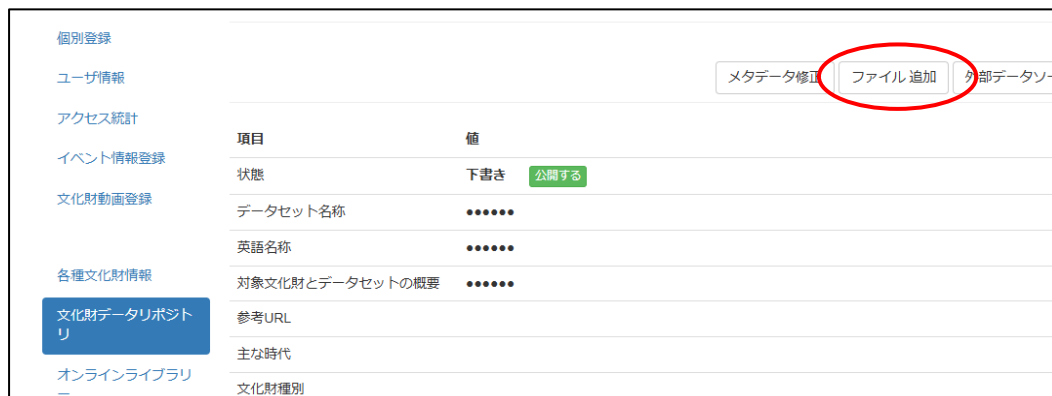 個別登録
ユーザ情報
アクセス統計
イベント情報登録
文化財動画登録
各種文化財情報
文化財データリポジト
リ
オンラインライブラリ
ー
メタデータ修正 ファイル 追加 外部データソー
項目 値
状態 下書き 公開する
データセット名称 ●●●●●●
英語名称 ●●●●●●
対象文化財とデータセットの概要 ●●●●●●
参考URL
主な時代
文化財種別